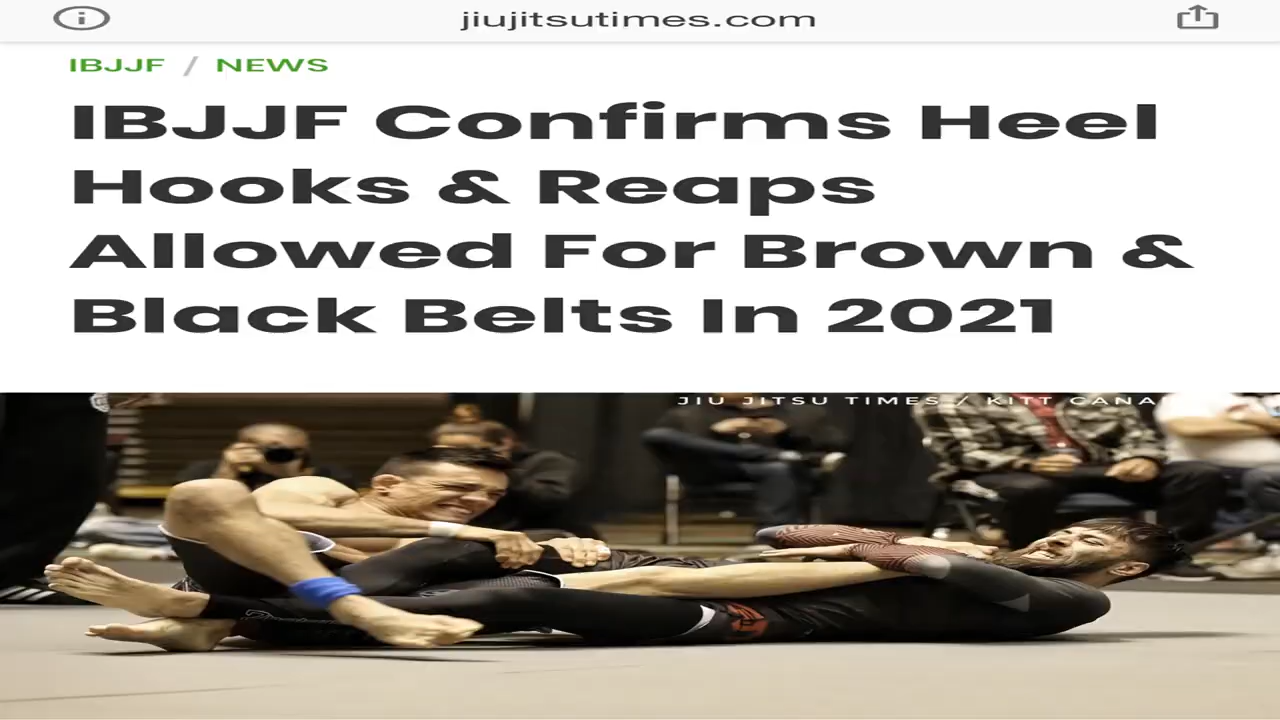 jiujitsutimes.com
IBJJF / NEWS
IBJJF Confirms Heel
Hooks & Reaps
Allowed For Brown &
Black Belts In 2021
JIU JITSU TIMES / KITT CANA